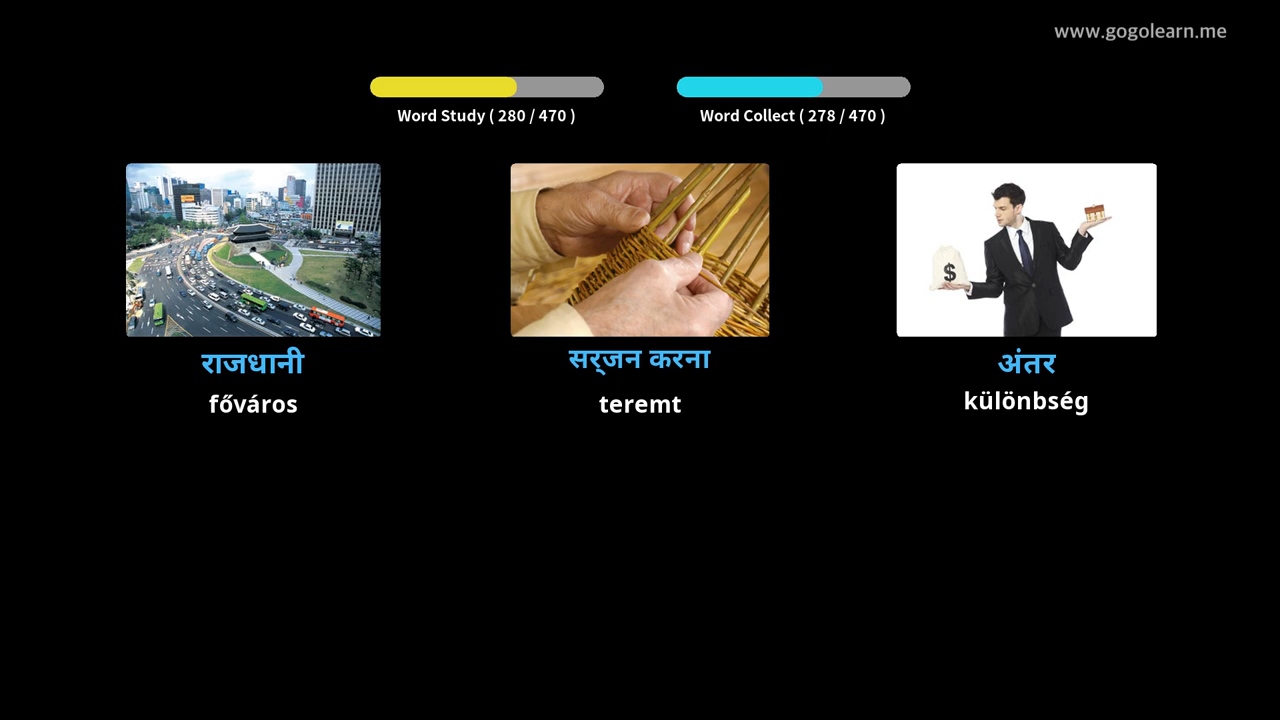 www.gogolearn.me
Word Study ( 280 / 470 )
Word Collect ( 278 / 470 )
$
राजधानी
सर्‌जन करना
अंतर
főváros
teremt
különbség